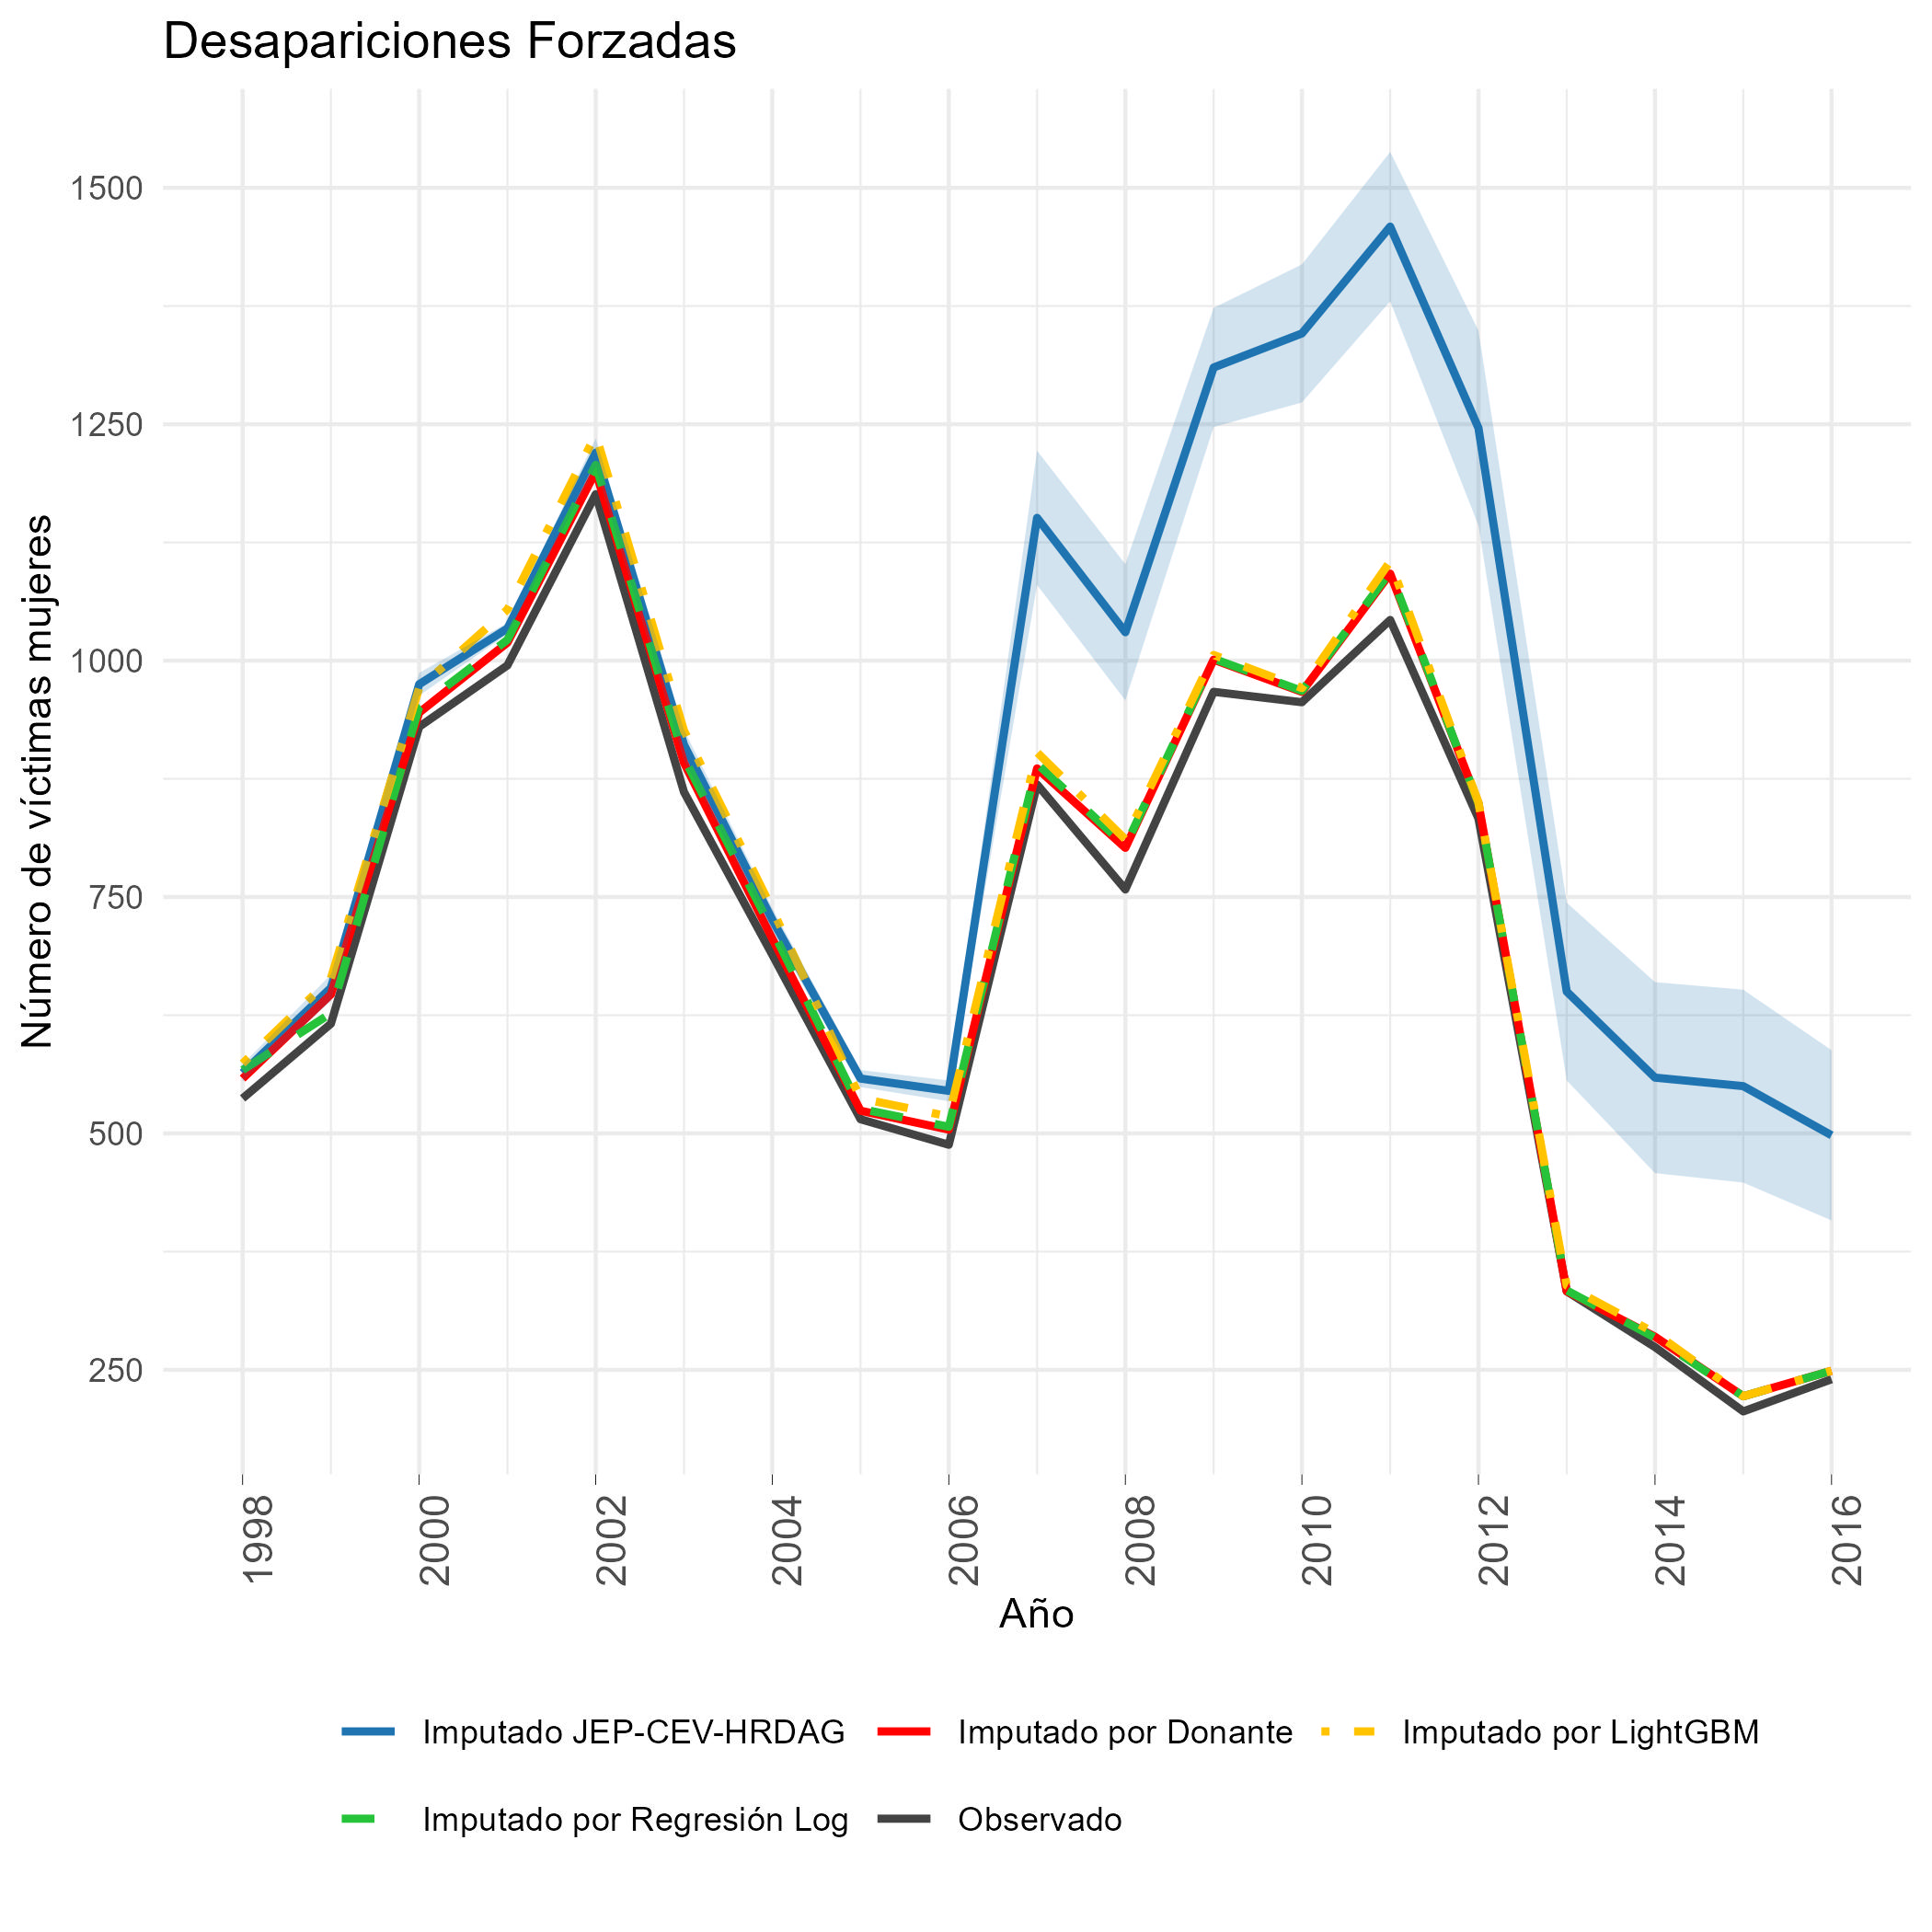 Desapariciones Forzadas
Número de víctimas mujeres
1500
1250
1000
750
500
250
1998
2000
2002
2004
2006
2008
2010
2012
2014
2016
Año
Imputado JEP-CEV-HRDAG
Imputado por Donante
Imputado por LightGBM
Imputado por Regresión Log
Observado